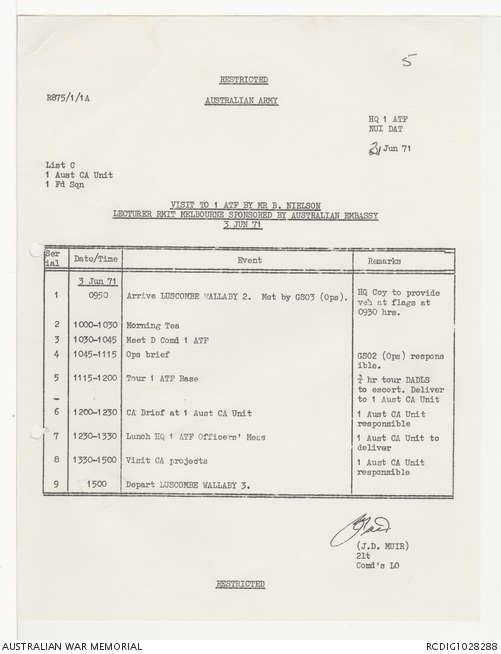 5
RESTRICTED
R875/1/1A
AUSTRALIAN ARMY
HQ 1 ATF
NUI DAT
Jun 71
List C
1 Aust CA Unit
1 Fd Sqn
VISIT TO 1 ATF BY MR B. NIELSON
LECTURER RMIT MELBOURNE SPONSORED BY AUSTRALIAN EMBASSY
3 JUN 71
Ser ial | Date/Time | Event | Remarks
3 Jun 71
1 | 0950 | Arrive LUSCOMBE WALLABY 2. Met by GSO3 (Ops). | HQ Coy to provide
veh at flags at
0930 hrs.
2 | 1000-1030 | Morning Tea
3 | 1030-1045 | Meet D Comd 1 ATF
4 | 1045-1115 | Ops brief | GSO2 (Ops) respons
ible.
5 | 1115-1200 | Tour 1 ATF Base | ¾ hr tour DADLS
to escort. Deliver
to 1 Aust CA Unit
6 | 1200-1230 | CA Brief at 1 Aust CA Unit | 1 Aust CA Unit
responsible
7 | 1230-1330 | Lunch HQ 1 ATF Officers' Mess | 1 Aust CA Unit to
deliver
8 | 1330-1500 | Visit CA projects | 1 Aust CA Unit
responsible
9 | 1500 | Depart LUSCOMBE WALLABY 3.
(J.D. MUIR)
2lt
Comd's LO
RESTRICTED
AUSTRALIAN WAR MEMORIAL
RCDIG1028288